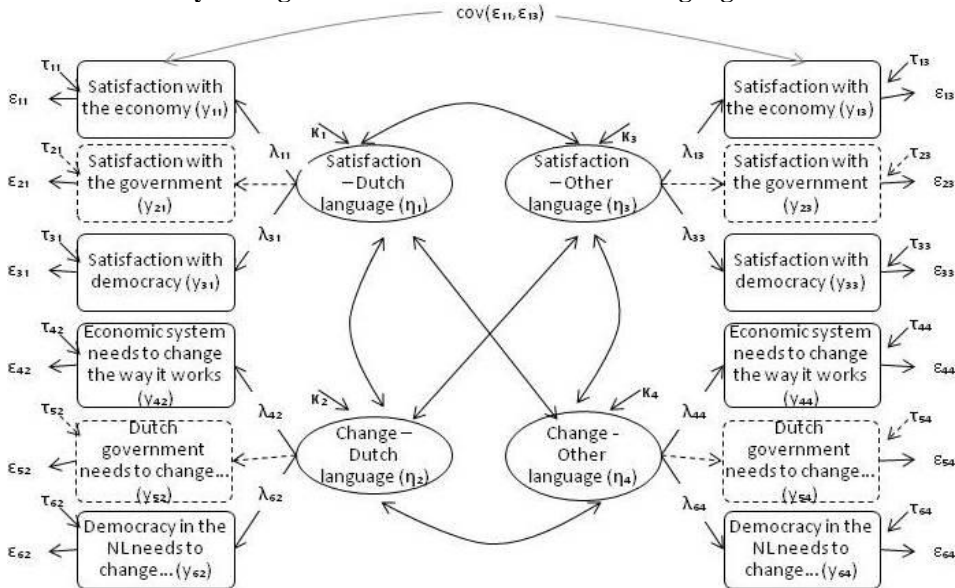 cov(ε₁₁,ε₁₃)
τ₁₁
ε₁₁
Satisfaction with
the economy (y₁₁)
λ₁₁
τ₂₁
ε₂₁
Satisfaction with
the government
(y₂₁)
τ₃₁
ε₃₁
Satisfaction with
democracy (y₃₁)
λ₃₁
κ₁
Satisfaction
–Dutch
language (η₁)
κ₃
Satisfaction
–Other
language (η₃)
τ₁₃
ε₁₃
Satisfaction with
the economy (y₁₃)
λ₁₃
τ₂₃
ε₂₃
Satisfaction with
the government
(y₂₃)
τ₃₃
ε₃₃
Satisfaction with
democracy (y₃₃)
λ₃₃
τ₄₂
ε₄₂
Economic system
needs to change
the way it works
(y₄₂)
λ₄₂
τ₅₂
ε₅₂
Dutch
government
needs to change...
(y₅₂)
τ₆₂
ε₆₂
Democracy in the
NL needs to
change... (y₆₂)
λ₆₂
κ₂
Change –
Dutch
language (η₂)
κ₄
Change -
Other
language (η₄)
τ₄₄
ε₄₄
Economic system
needs to change
the way it works
(y₄₄)
λ₄₄
τ₅₄
ε₅₄
Dutch
government
needs to change...
(y₅₄)
τ₆₄
ε₆₄
Democracy in the
NL needs to
change... (y₆₄)
λ₆₄